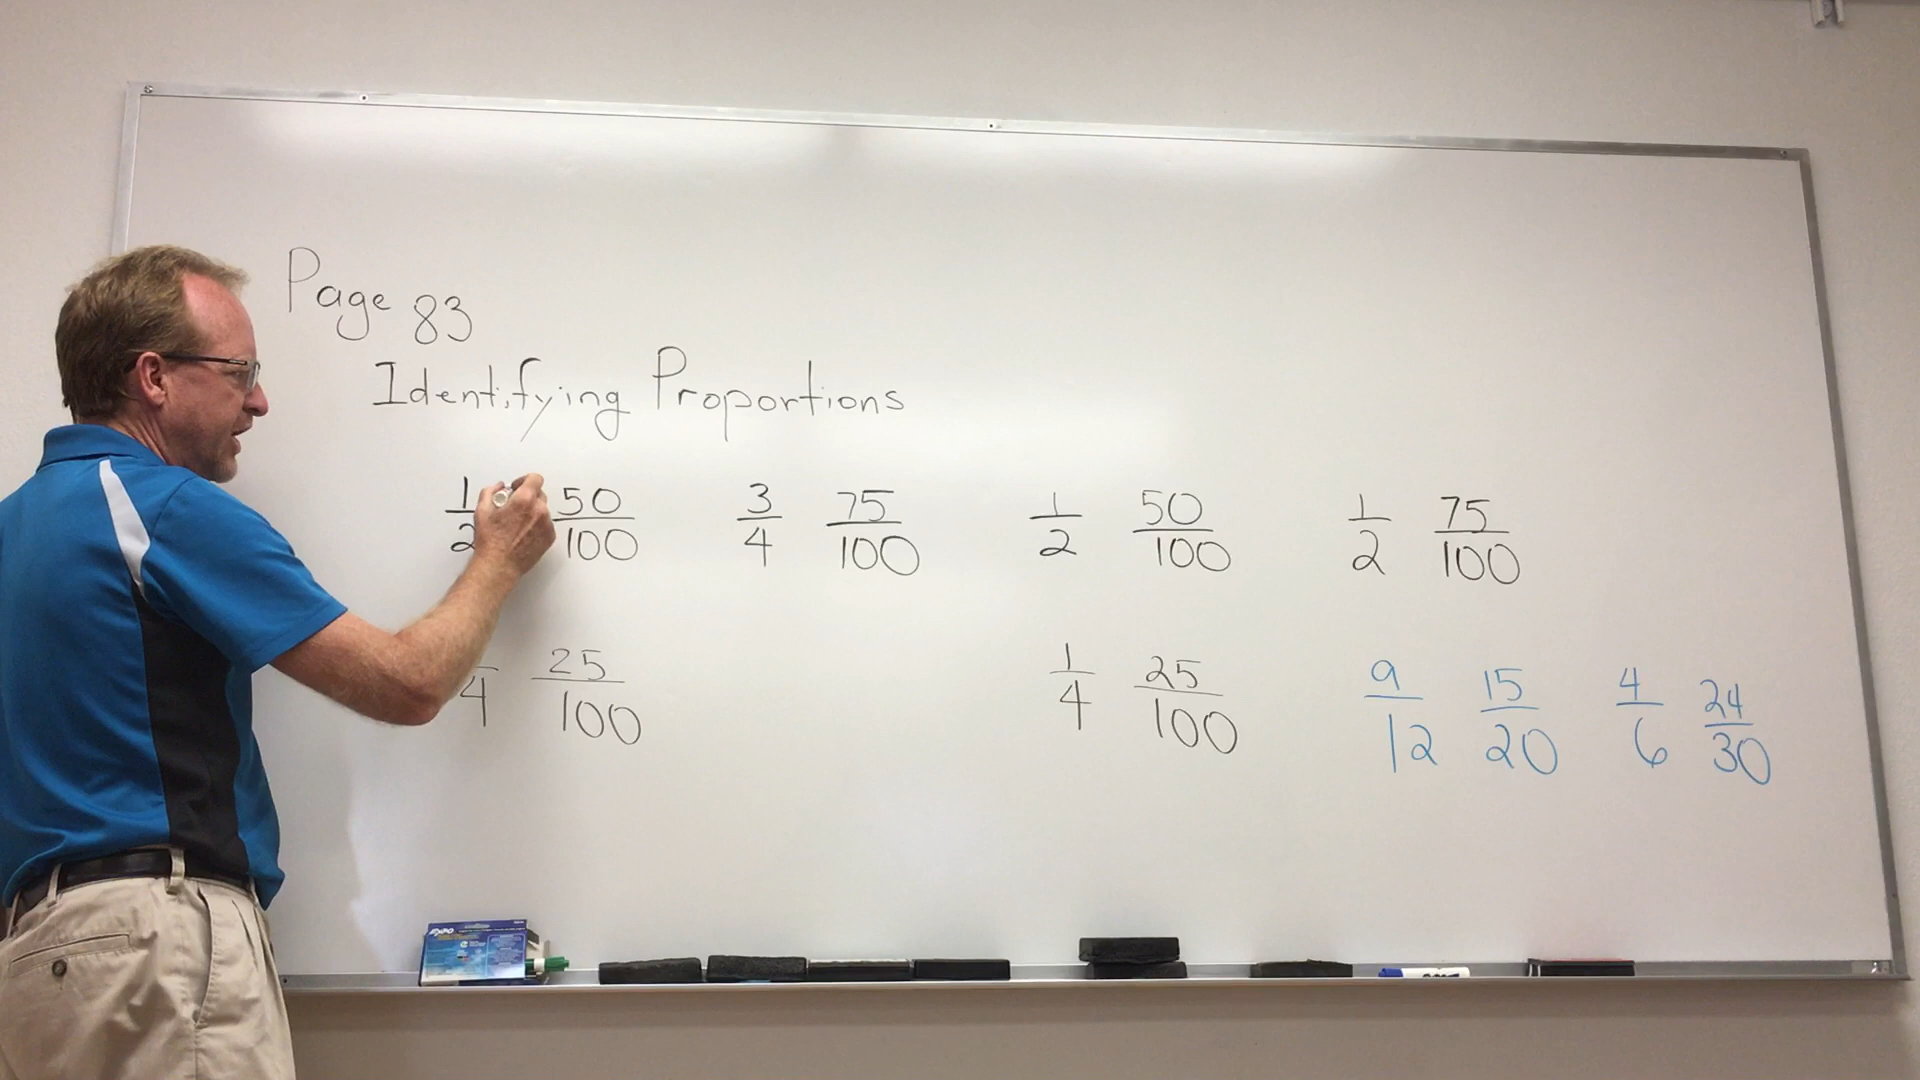 Page 83
Identifying Proportions
1/2 50/100 3/4 75/100 1/2 50/100 1/2 75/100
/4 25/100 1/4 25/100 9/12 15/20 4/6 24/30
EXPO